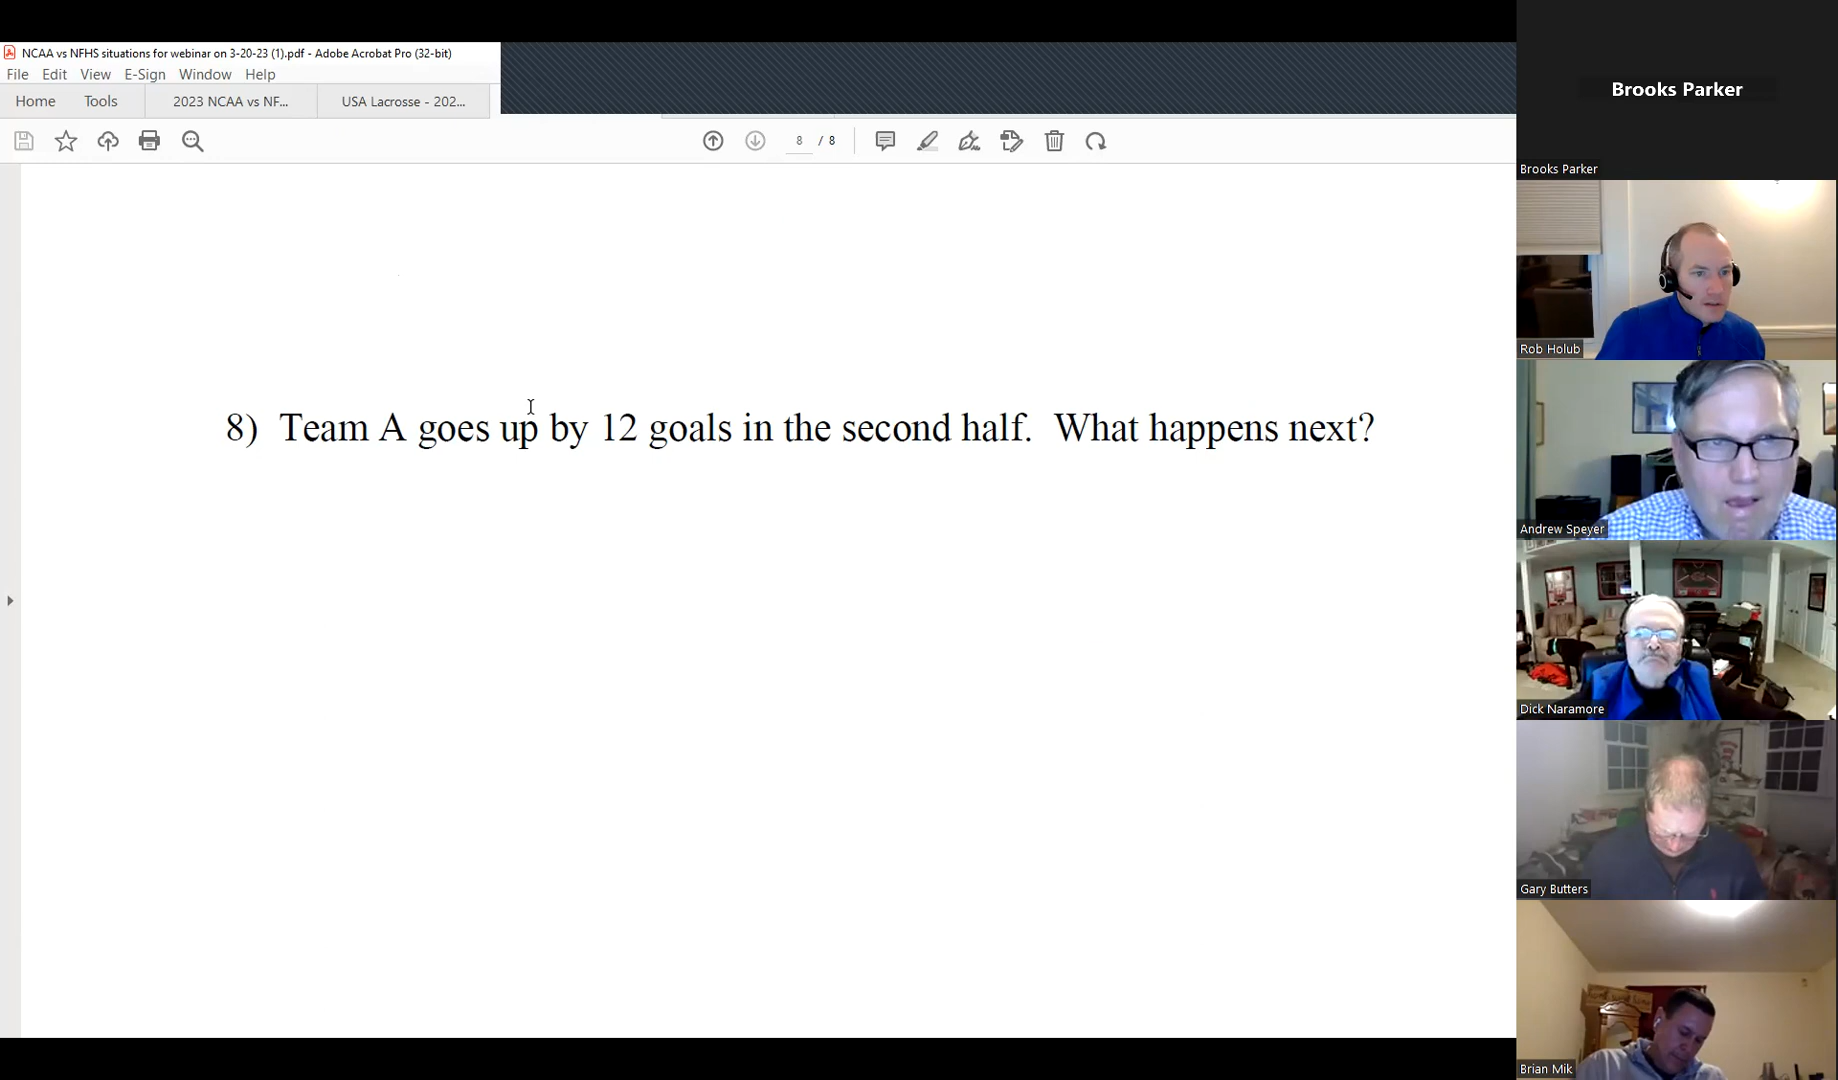 NCAA vs NFHS situations for webinar on 3-20-23 (1).pdf - Adobe Acrobat Pro (32-bit)
File Edit View E-Sign Window Help
Home Tools 2023 NCAA vs NF... USA Lacrosse - 202...
8 / 8
8) Team A goes up by 12 goals in the second half. What happens next?
Brooks Parker
Brooks Parker
Rob Holub
Andrew Speyer
Dick Naramore
Gary Butters
Brian Mik